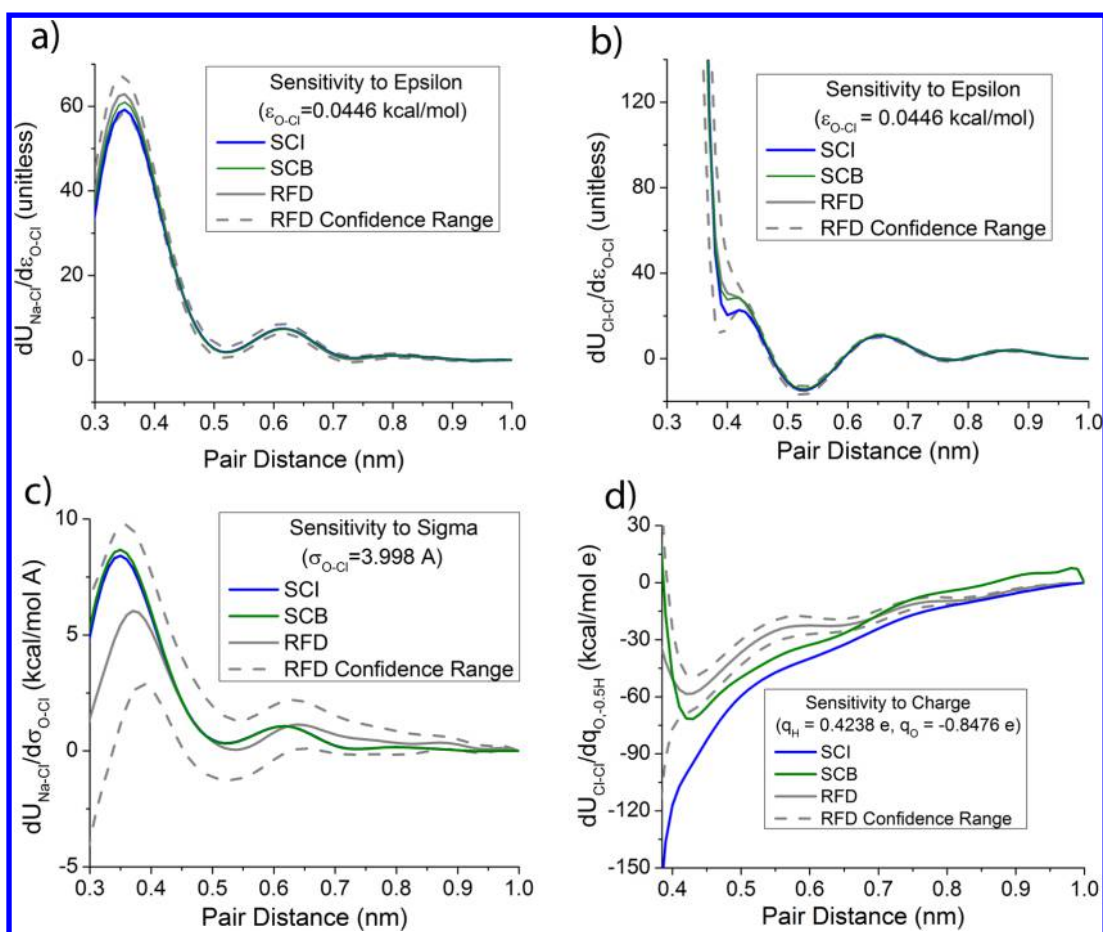 a)
Sensitivity to Epsilon
(ε_O-Cl=0.0446 kcal/mol)
SCI
SCB
RFD
RFD Confidence Range
dU_Na-Cl/dε_O-Cl (unitless)
60
40
20
0
0.3 0.4 0.5 0.6 0.7 0.8 0.9 1.0
Pair Distance (nm)
b)
Sensitivity to Epsilon
(ε_O-Cl = 0.0446 kcal/mol)
SCI
SCB
RFD
RFD Confidence Range
dU_Cl-Cl/dε_O-Cl (unitless)
120
80
40
0
0.3 0.4 0.5 0.6 0.7 0.8 0.9 1.0
Pair Distance (nm)
c)
Sensitivity to Sigma
(σ_O-Cl=3.998 A)
SCI
SCB
RFD
RFD Confidence Range
dU_Na-Cl/dσ_O-Cl (kcal/mol A)
10
5
0
-5
0.3 0.4 0.5 0.6 0.7 0.8 0.9 1.0
Pair Distance (nm)
d)
Sensitivity to Charge
(q_H = 0.4238 e, q_O = -0.8476 e)
SCI
SCB
RFD
RFD Confidence Range
dU_Cl-Cl/dq_O,-0.5H (kcal/mol e)
30
0
-30
-60
-90
-120
-150
0.4 0.5 0.6 0.7 0.8 0.9 1.0
Pair Distance (nm)